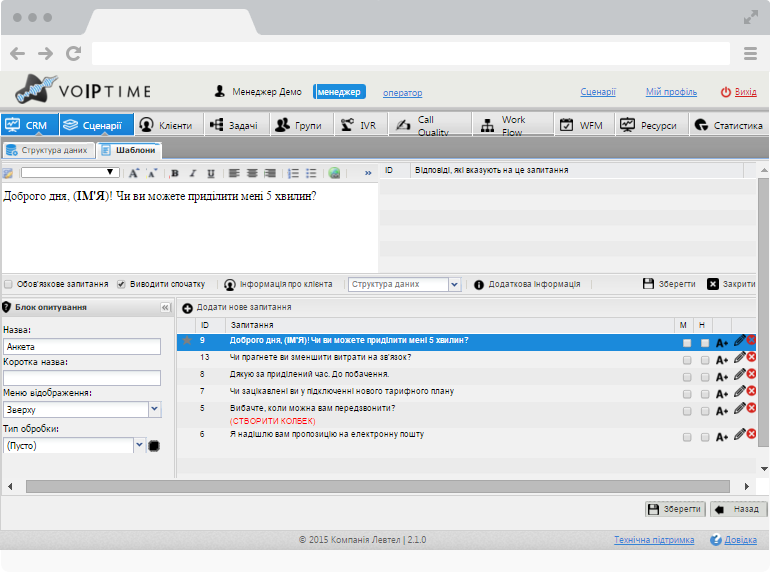 VOIPTIME
Менеджер Демо менеджер оператор Сценарії Мій профіль Вихід
CRM Сценарії Клієнти Задачі Групи IVR Call Quality Work Flow WFM Ресурси Статистика
Структура даних Шаблони
B I U » ID Відповіді, які вказують на це запитання
Доброго дня, (ІМ'Я)! Чи ви можете приділити мені 5 хвилин?
Обов'язкове запитання Виводити спочатку Інформація про клієнта Структура даних Додаткова інформація Зберегти Закрити
Блок опитування « Додати нове запитання
ID Запитання М Н
Назва:
Анкета
Коротка назва:
Меню відображення:
Зверху
Тип обробки:
(Пусто)
9 Доброго дня, (ІМ'Я)! Чи ви можете приділити мені 5 хвилин? A+
13 Чи прагнете ви зменшити витрати на зв'язок? A+
8 Дякую за приділений час. До побачення. A+
7 Чи зацікавлені ви у підключенні нового тарифного плану A+
5 Вибачте, коли можна вам передзвонити? A+
(СТВОРИТИ КОЛБЕК)
6 Я надішлю вам пропозицію на електронну пошту A+
Зберегти Назад
© 2015 Компанія Левтел | 2.1.0 Технічна підтримка Довідка